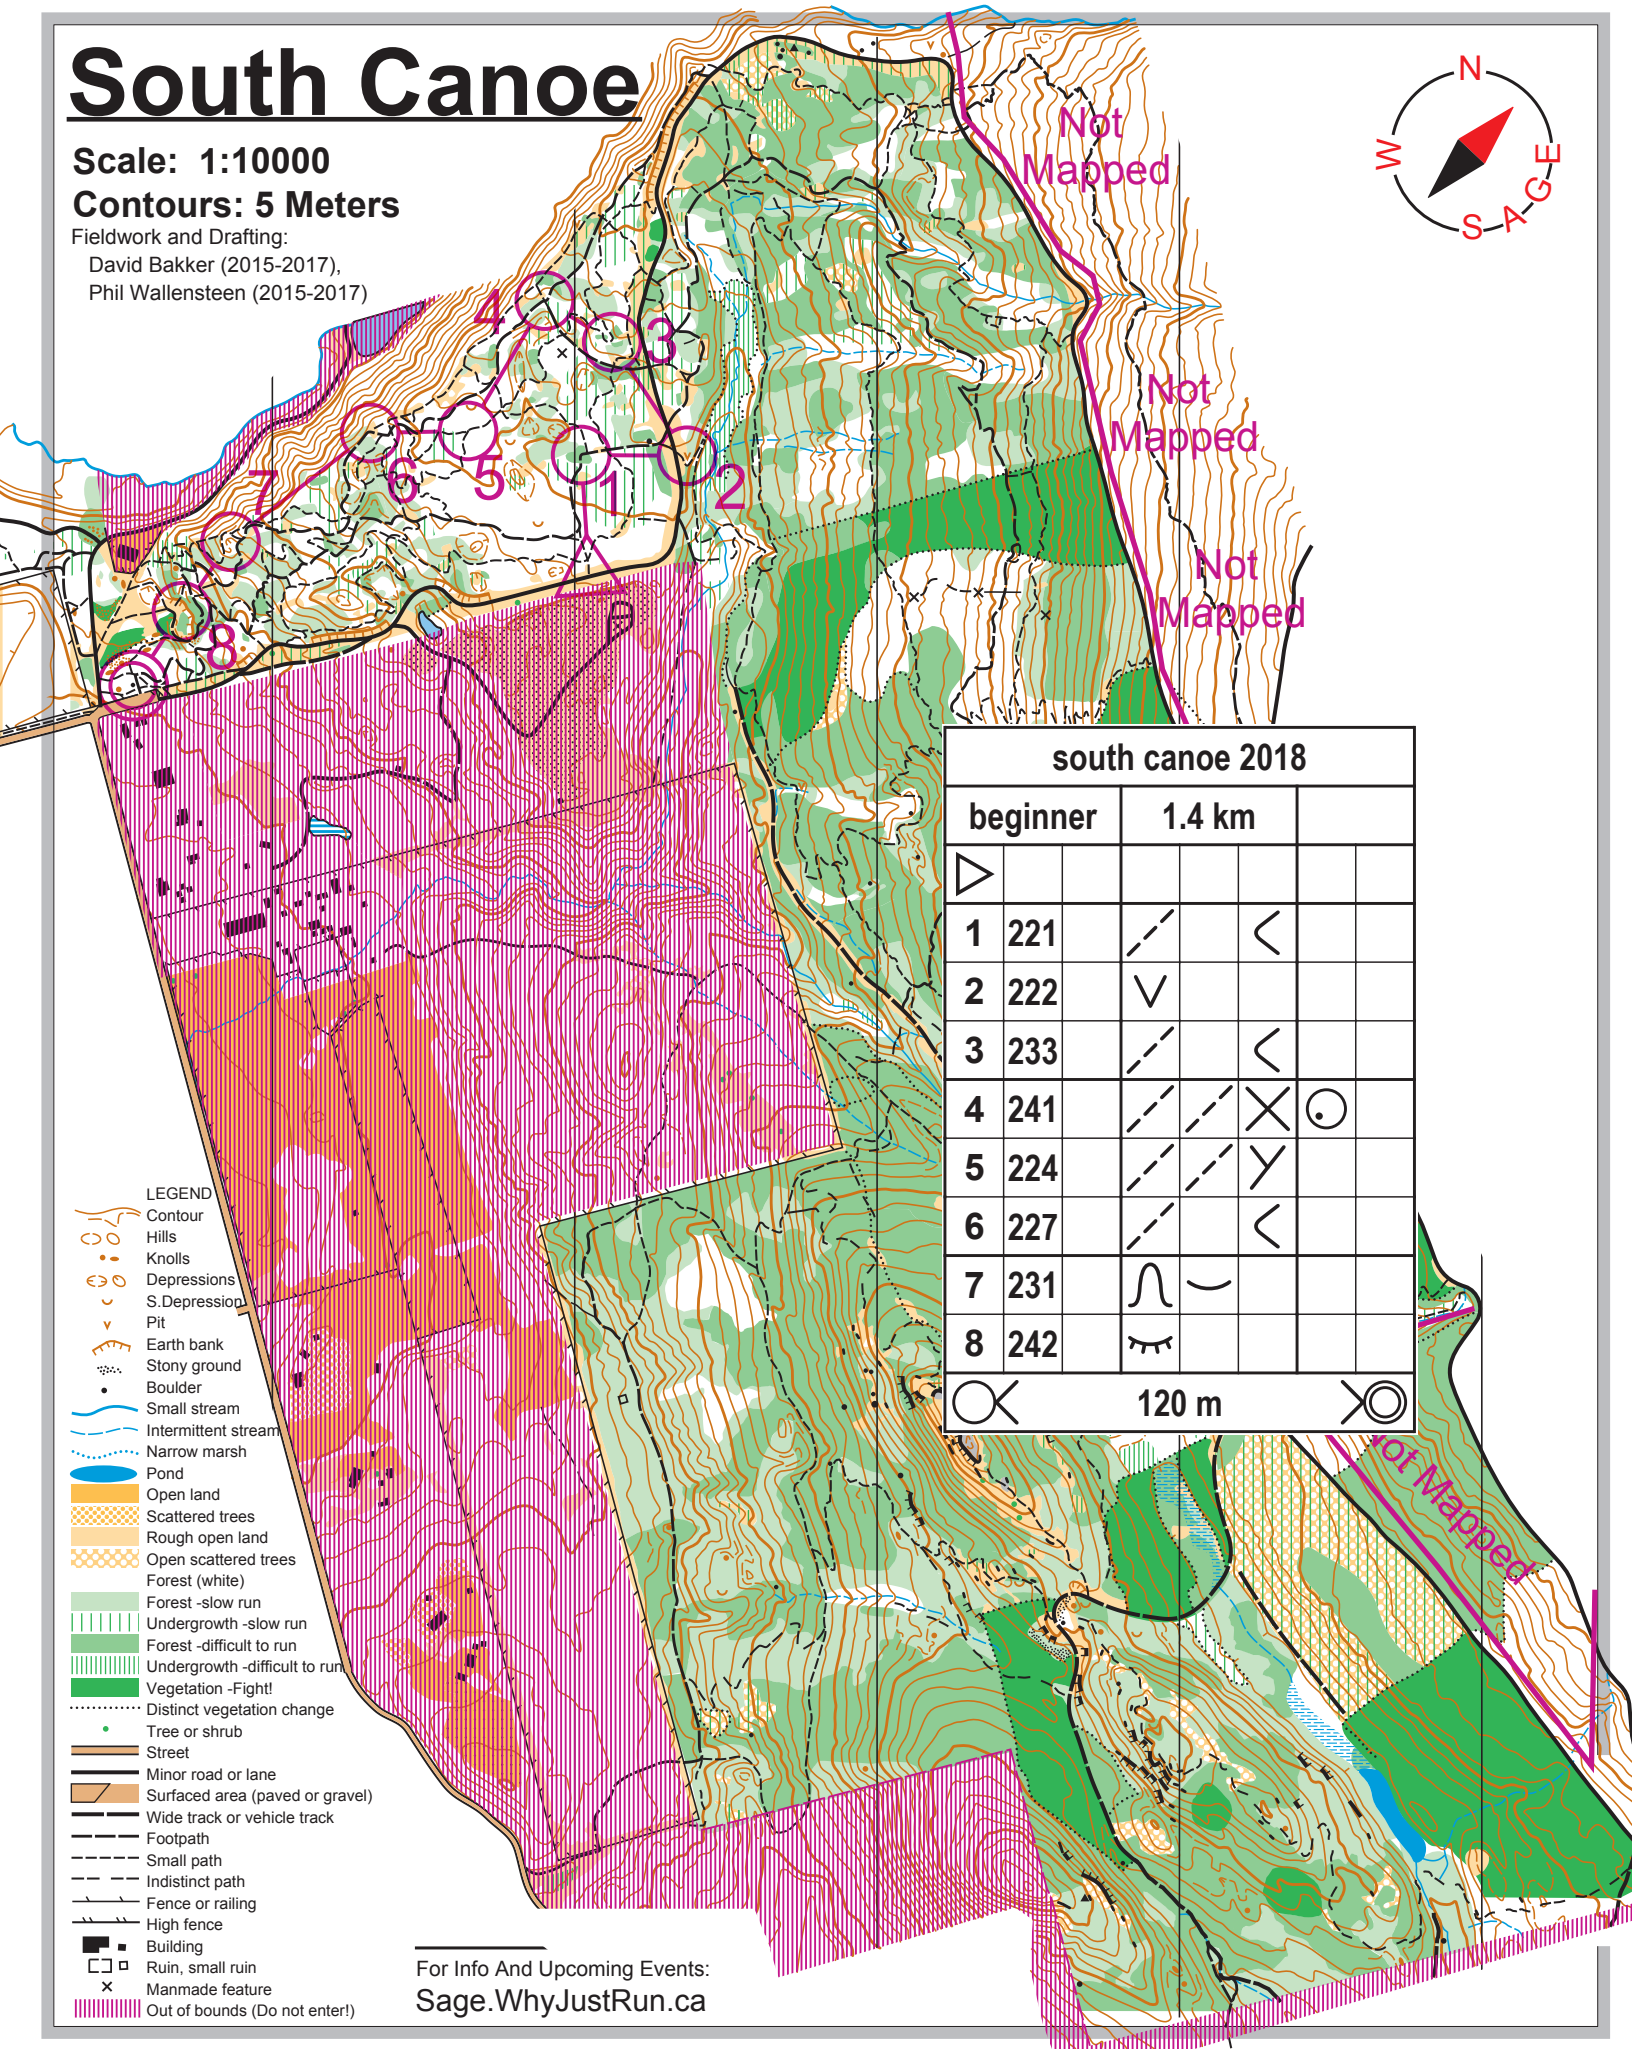 South Canoe
Scale: 1:10000
Contours: 5 Meters
Fieldwork and Drafting:
David Bakker (2015-2017),
Phil Wallensteen (2015-2017)
N
W
E
S
S A G E
Not
Mapped
Not
Mapped
Not
Mapped
4
3
7
6
5
1
2
8
south canoe 2018
beginner 1.4 km
1 221
2 222
3 233
4 241
5 224
6 227
7 231
8 242
120 m
Not Mapped
LEGEND
Contour
Hills
Knolls
Depressions
S.Depression
Pit
Earth bank
Stony ground
Boulder
Small stream
Intermittent stream
Narrow marsh
Pond
Open land
Scattered trees
Rough open land
Open scattered trees
Forest (white)
Forest -slow run
Undergrowth -slow run
Forest -difficult to run
Undergrowth -difficult to run
Vegetation -Fight!
Distinct vegetation change
Tree or shrub
Street
Minor road or lane
Surfaced area (paved or gravel)
Wide track or vehicle track
Footpath
Small path
Indistinct path
Fence or railing
High fence
Building
Ruin, small ruin
Manmade feature
Out of bounds (Do not enter!)
For Info And Upcoming Events:
Sage.WhyJustRun.ca